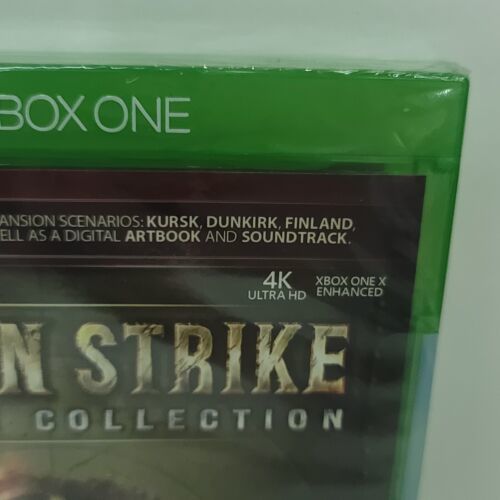 BOX ONE
ANSION SCENARIOS: KURSK, DUNKIRK, FINLAND,
ELL AS A DIGITAL ARTBOOK AND SOUNDTRACK.
4K
ULTRA HD
XBOX ONE X
ENHANCED
N STRIKE
COLLECTION